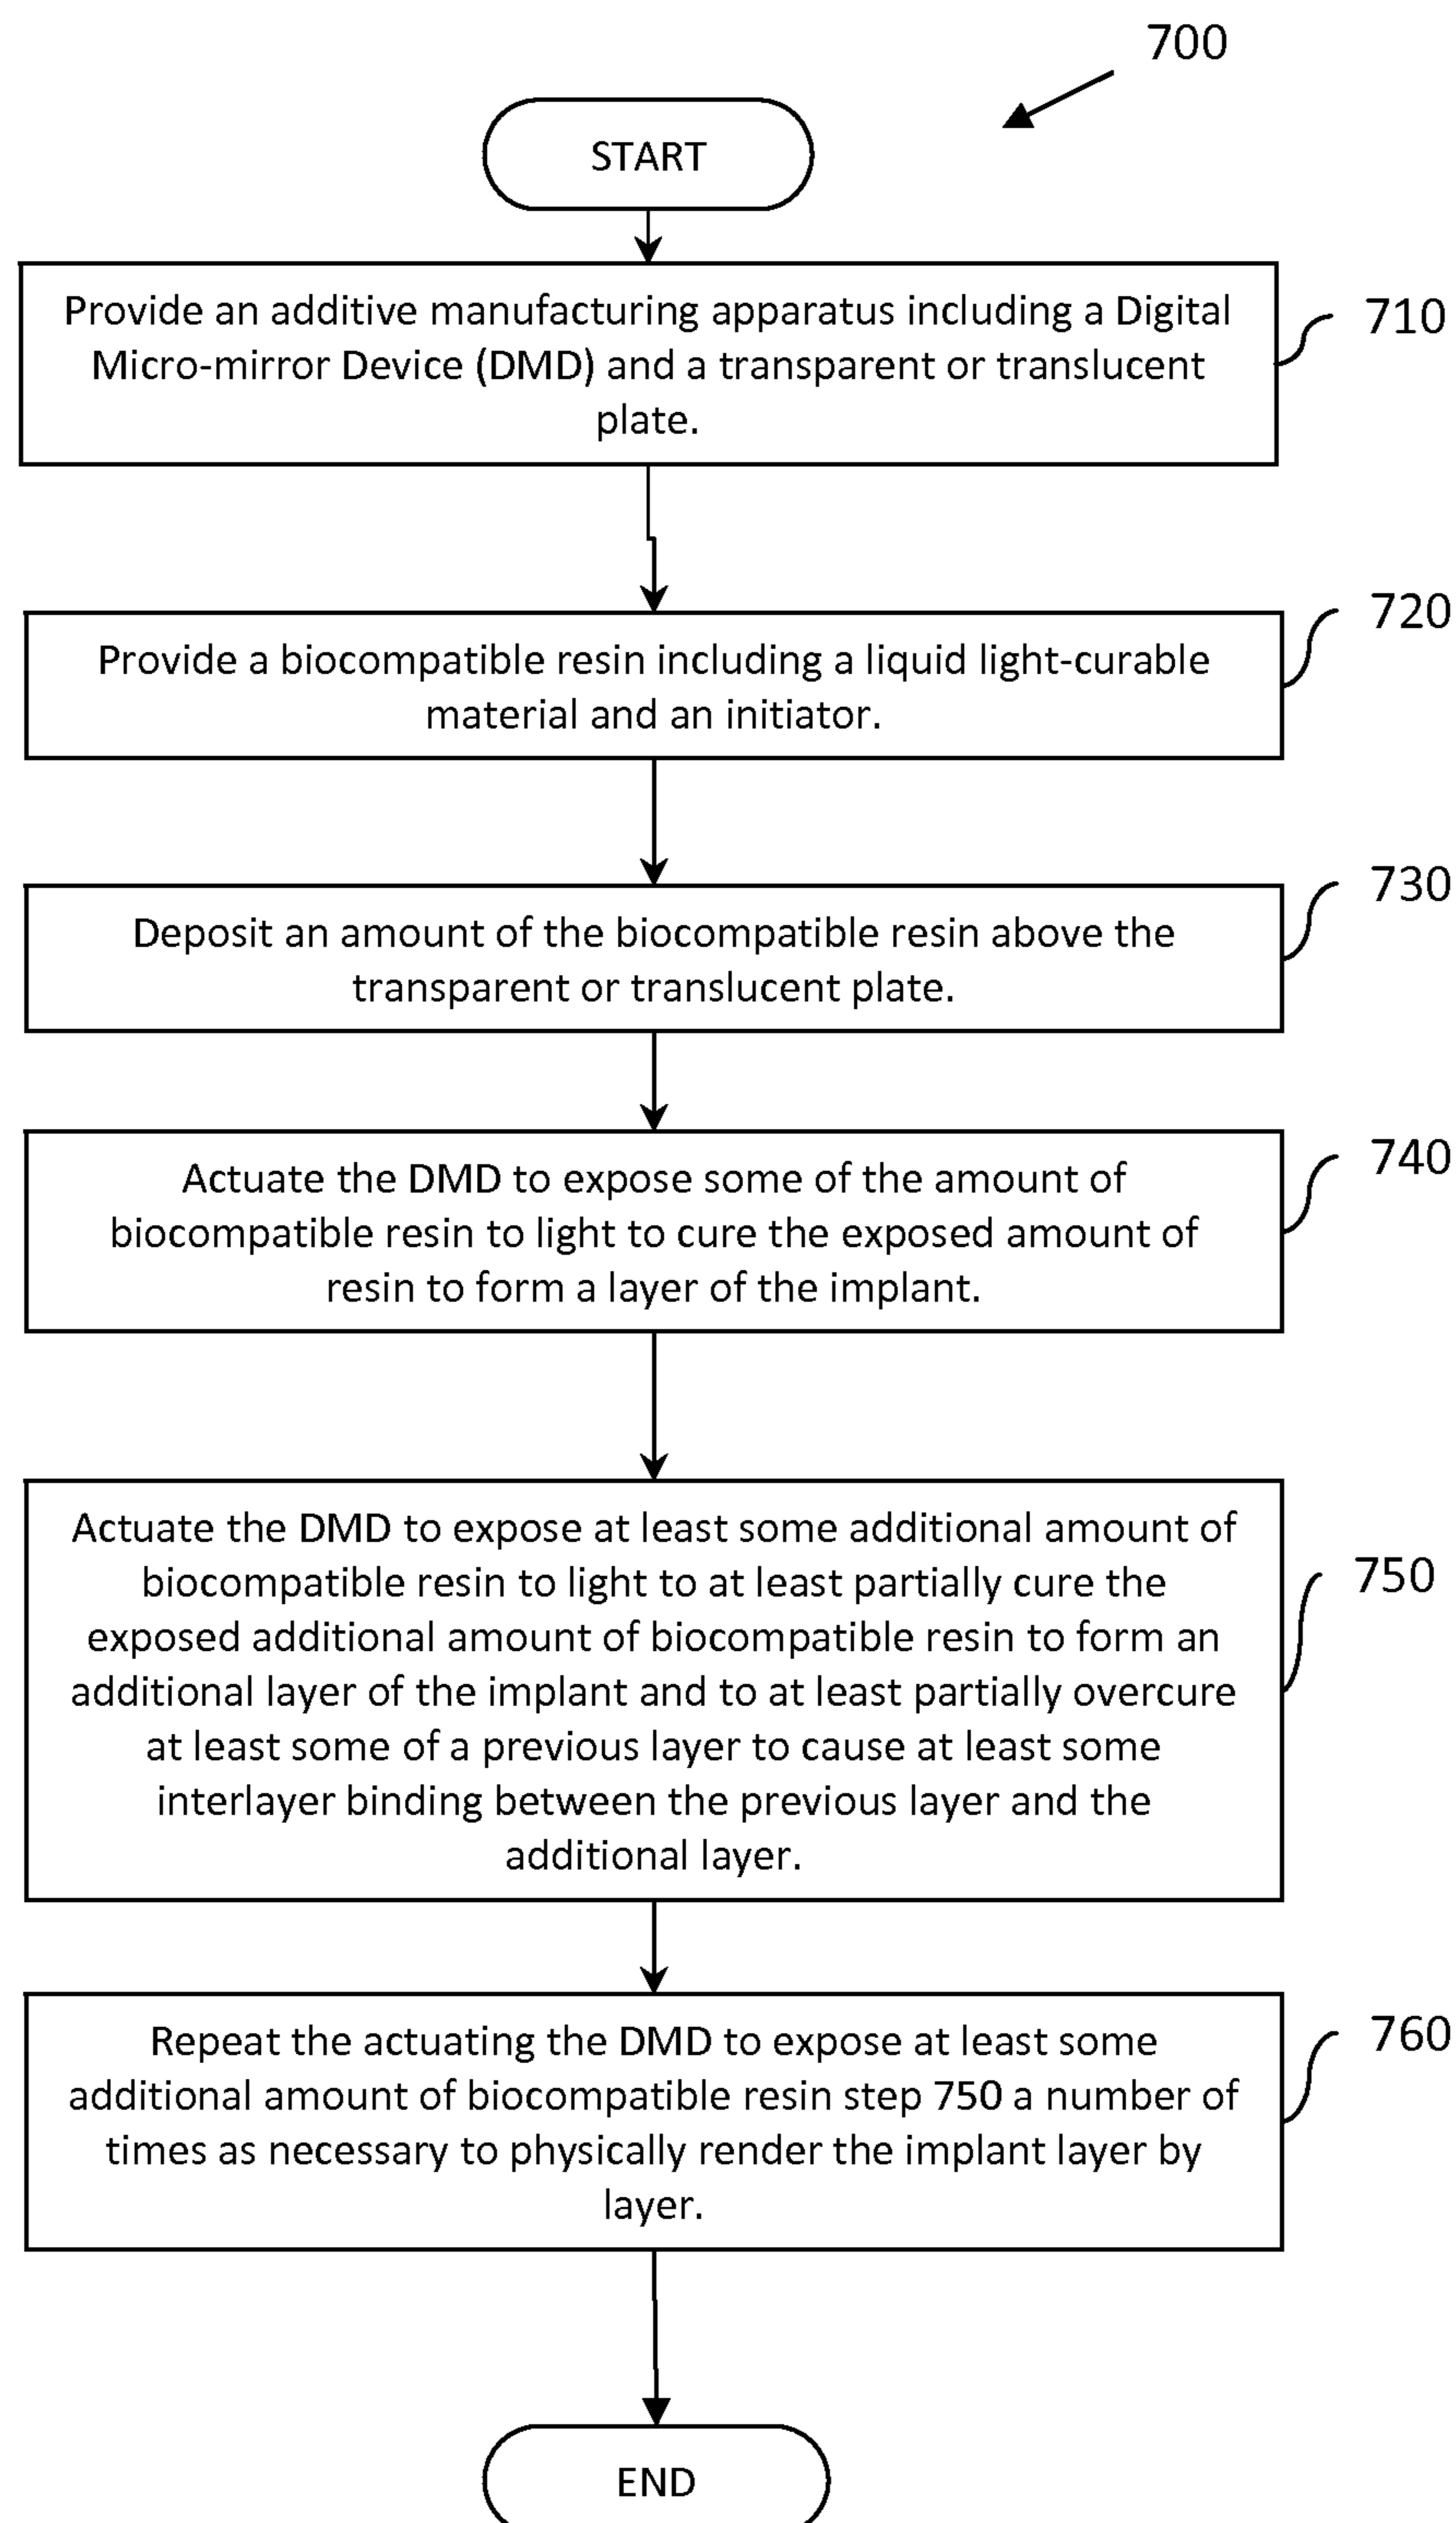 700
START
Provide an additive manufacturing apparatus including a Digital
Micro-mirror Device (DMD) and a transparent or translucent
plate.
710
Provide a biocompatible resin including a liquid light-curable
material and an initiator.
720
Deposit an amount of the biocompatible resin above the
transparent or translucent plate.
730
Actuate the DMD to expose some of the amount of
biocompatible resin to light to cure the exposed amount of
resin to form a layer of the implant.
740
Actuate the DMD to expose at least some additional amount of
biocompatible resin to light to at least partially cure the
exposed additional amount of biocompatible resin to form an
additional layer of the implant and to at least partially overcure
at least some of a previous layer to cause at least some
interlayer binding between the previous layer and the
additional layer.
750
Repeat the actuating the DMD to expose at least some
additional amount of biocompatible resin step 750 a number of
times as necessary to physically render the implant layer by
layer.
760
END